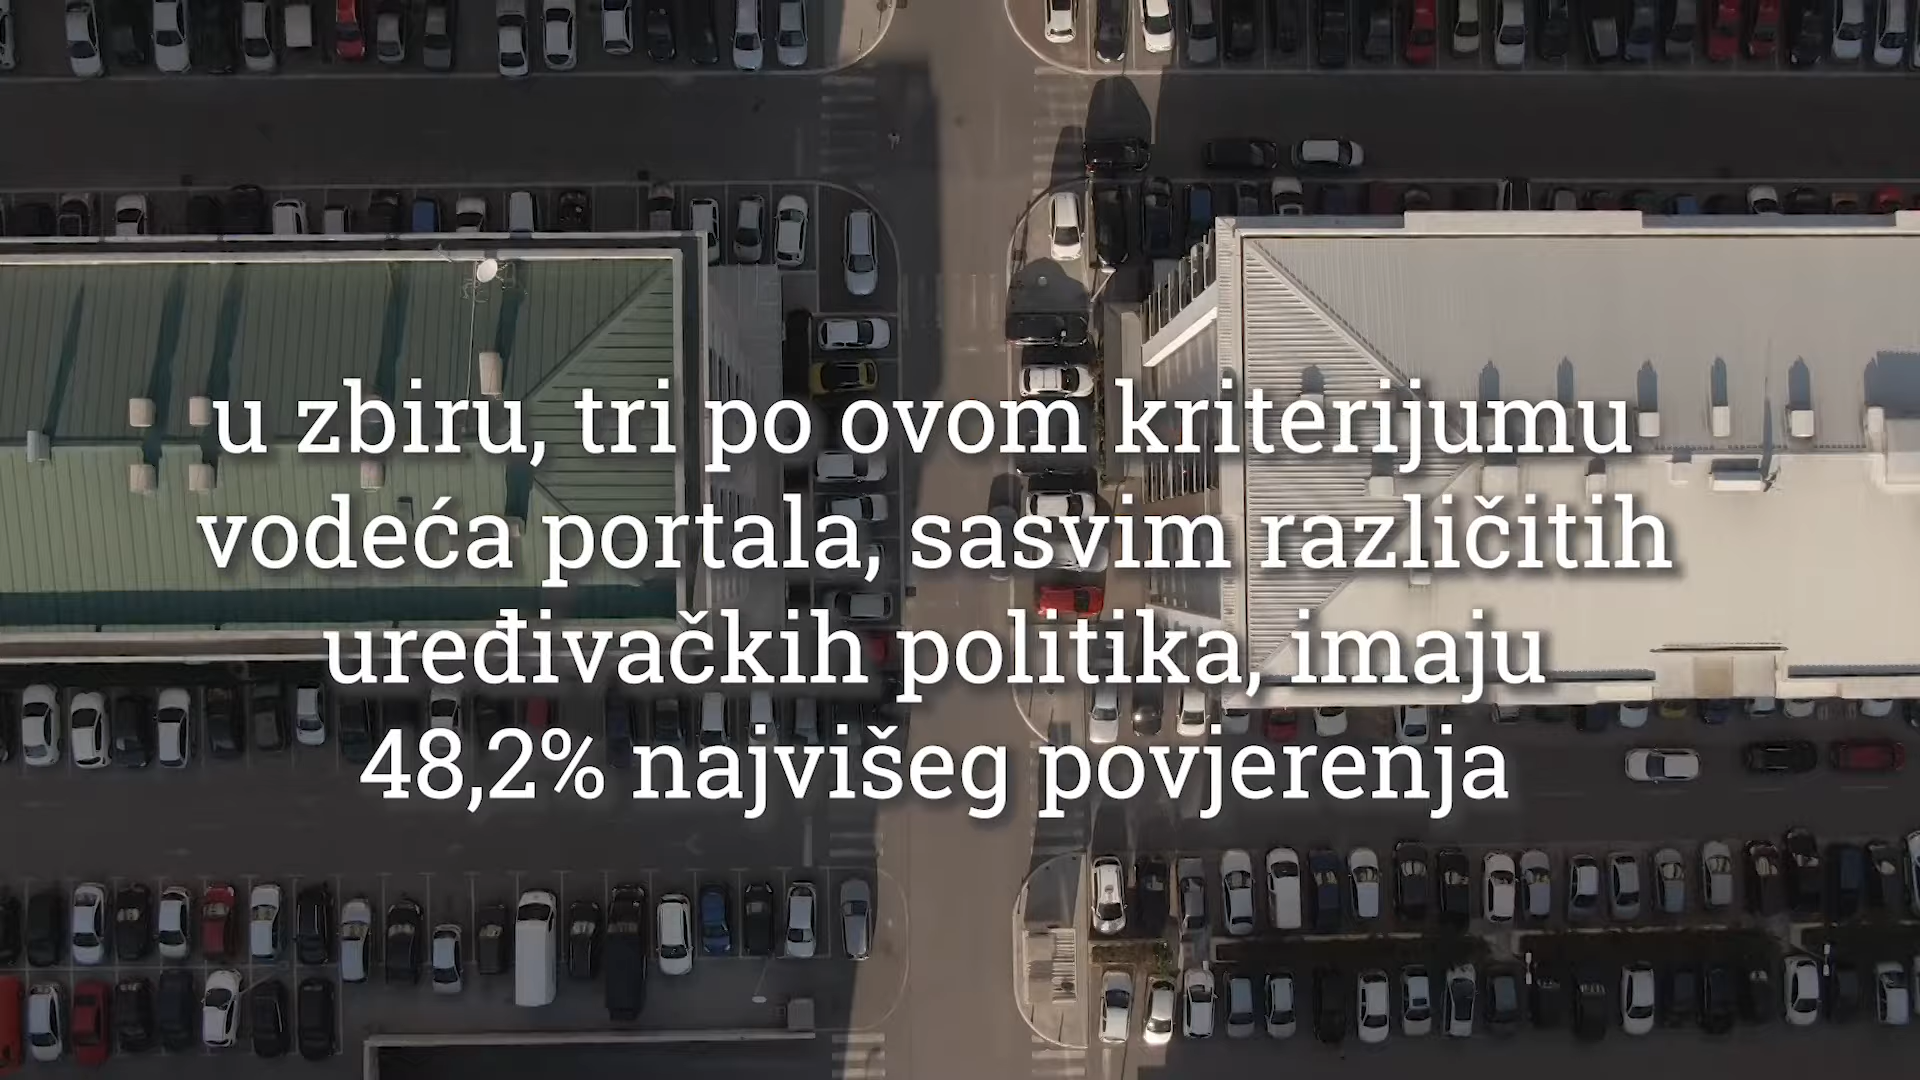 u zbiru, tri po ovom kriterijumu
vodeća portala, sasvim različitih
uređivačkih politika, imaju
48,2% najvišeg povjerenja